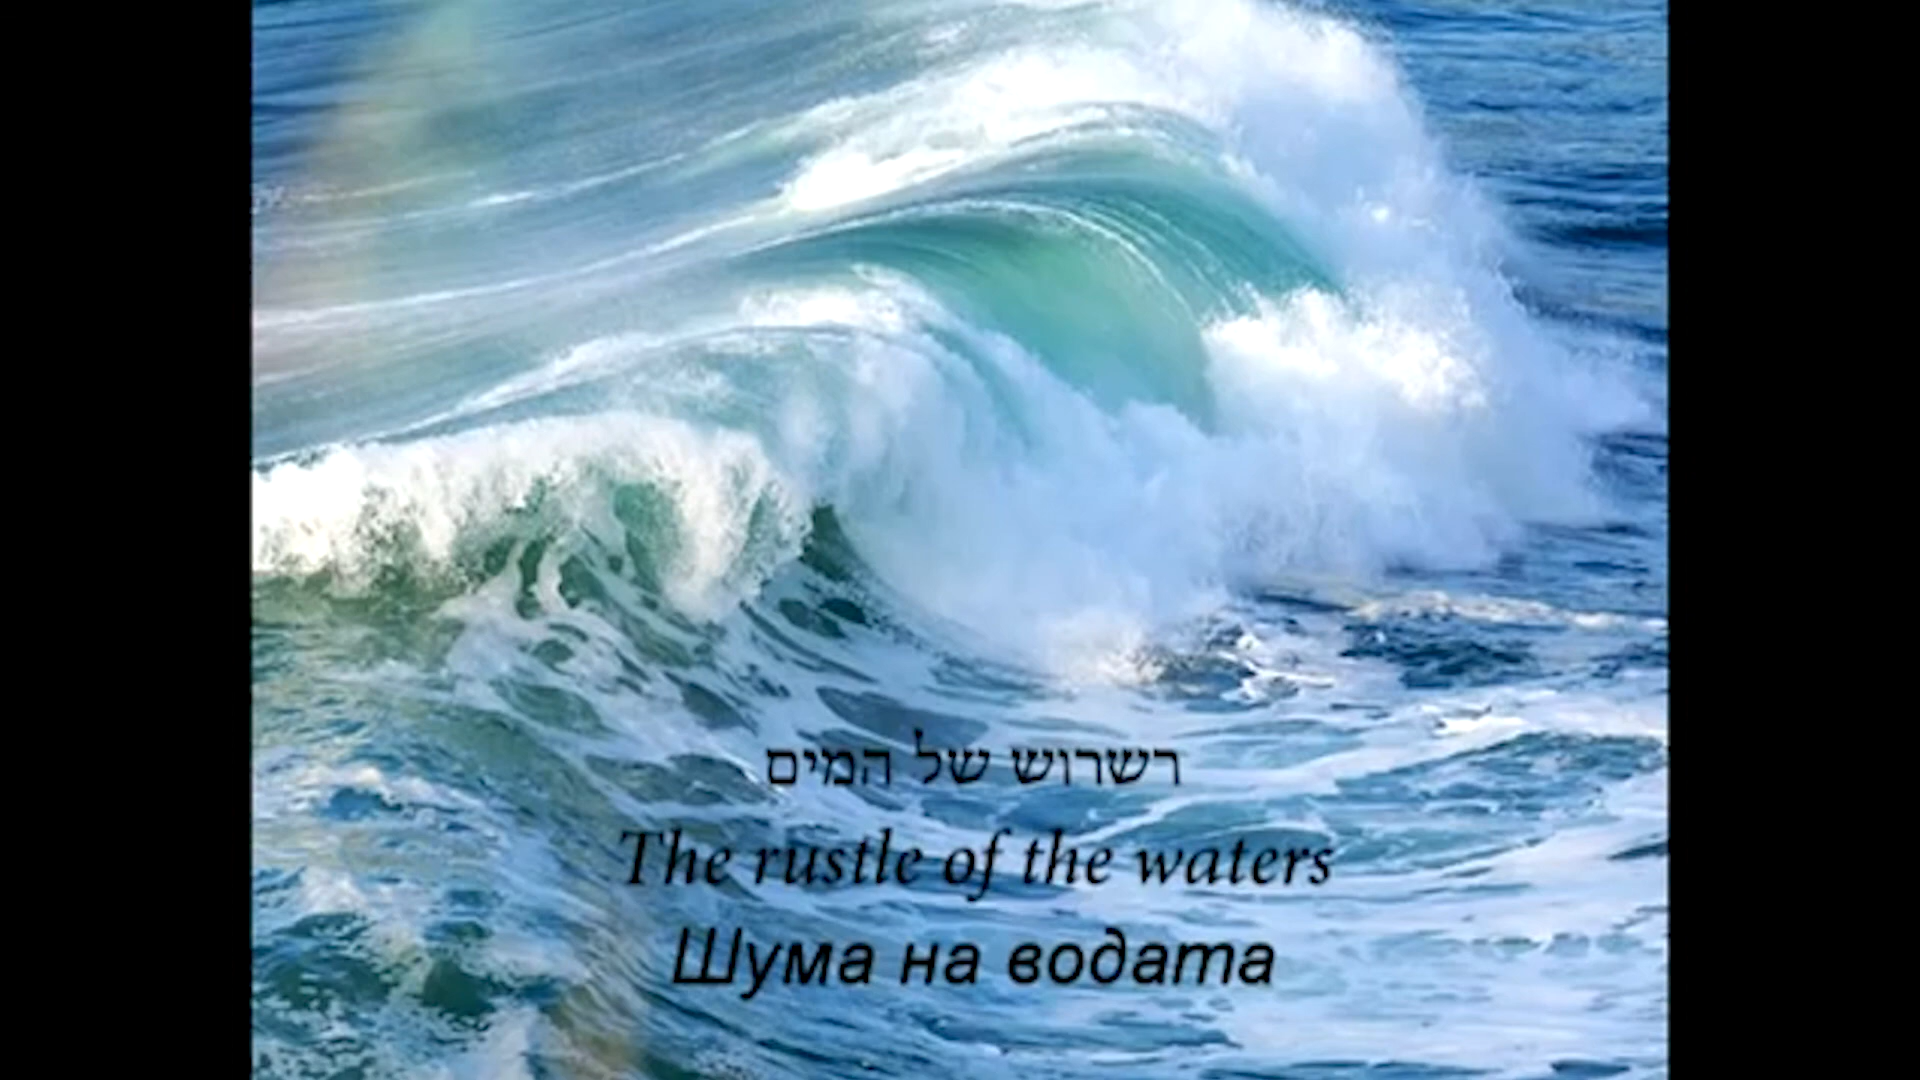 רשרוש של המים
The rustle of the waters
Шума на водата